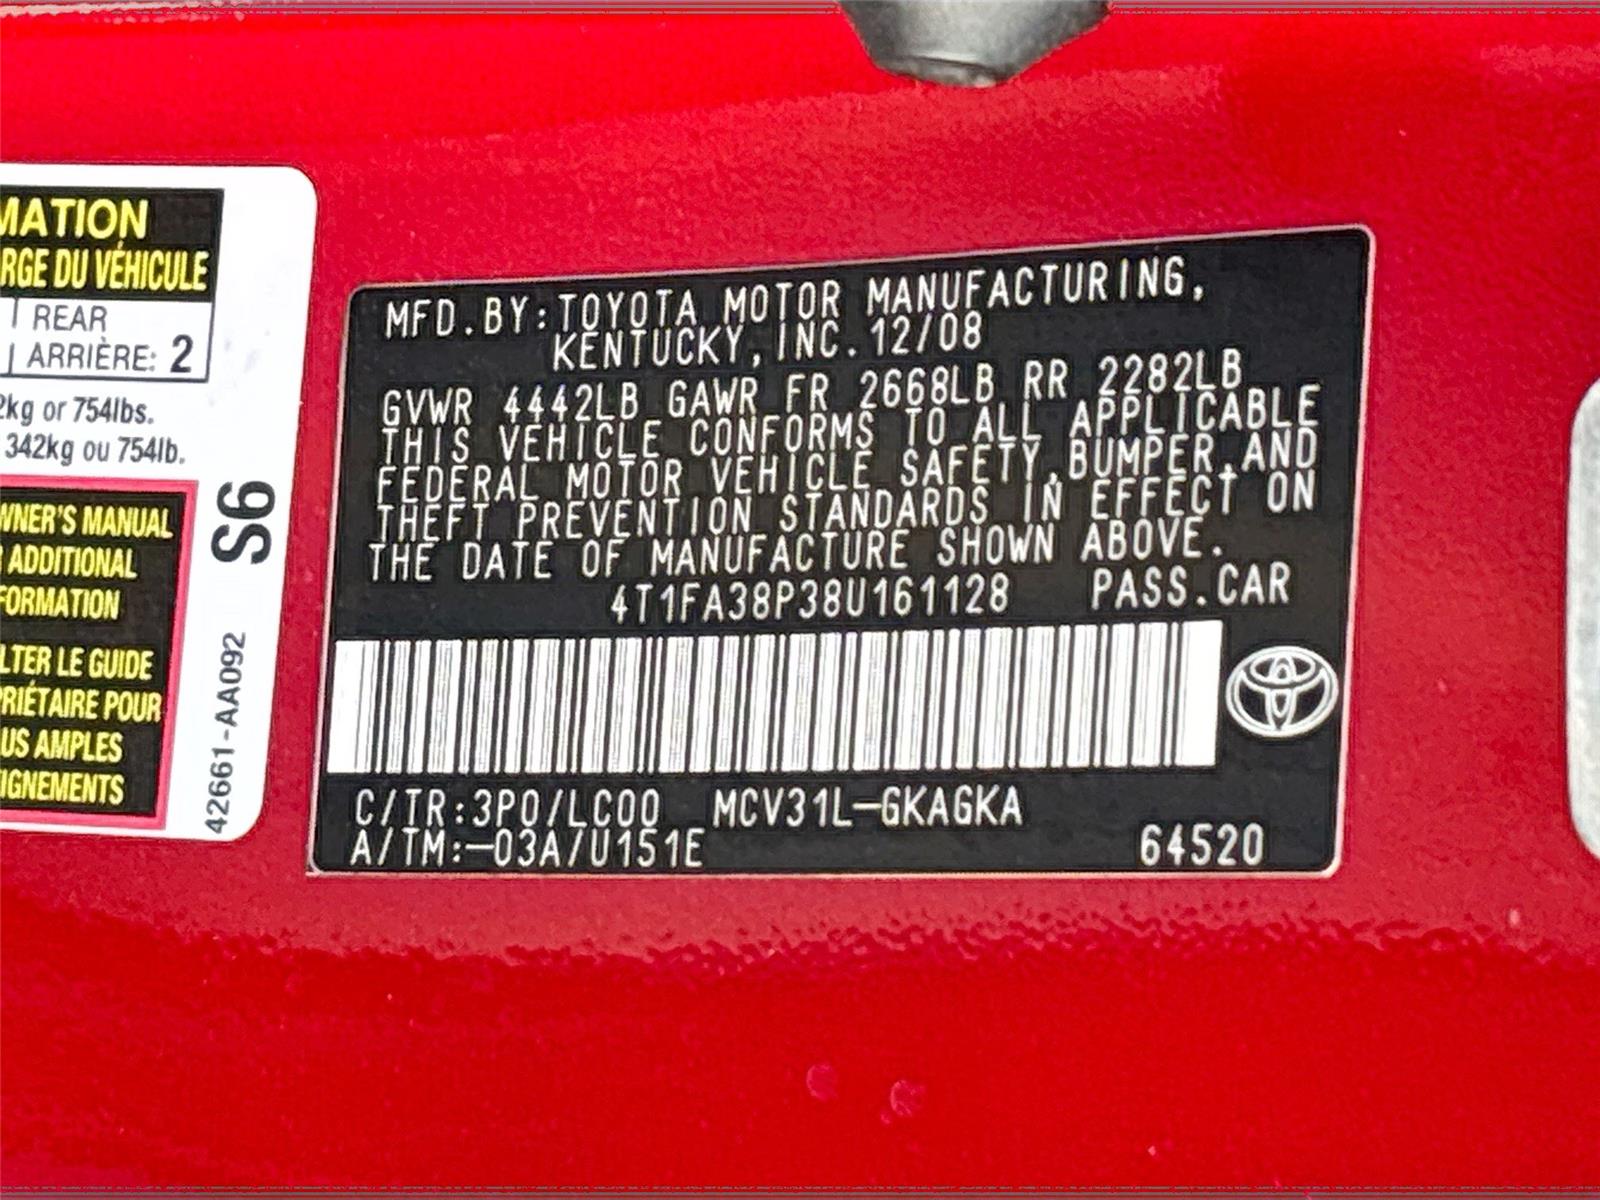 MATION
RGE DU VÉHICULE
REAR
ARRIÈRE: 2
2kg or 754lbs.
342kg ou 754lb.
WNER'S MANUAL
ADDITIONAL
FORMATION
LTER LE GUIDE
PRIÉTAIRE POUR
US AMPLES
IGNEMENTS
S6
42661-AA092
MFD.BY:TOYOTA MOTOR MANUFACTURING,
KENTUCKY,INC.12/08
GVWR 4442LB GAWR FR 2668LB RR 2282LB
THIS VEHICLE CONFORMS TO ALL APPLICABLE
FEDERAL MOTOR VEHICLE SAFETY,BUMPER,AND
THEFT PREVENTION STANDARDS IN EFFECT ON
THE DATE OF MANUFACTURE SHOWN ABOVE.
4T1FA38P38U161128 PASS.CAR
C/TR:3P0/LC00 MCV31L-GKAGKA
A/TM:-03A/U151E 64520